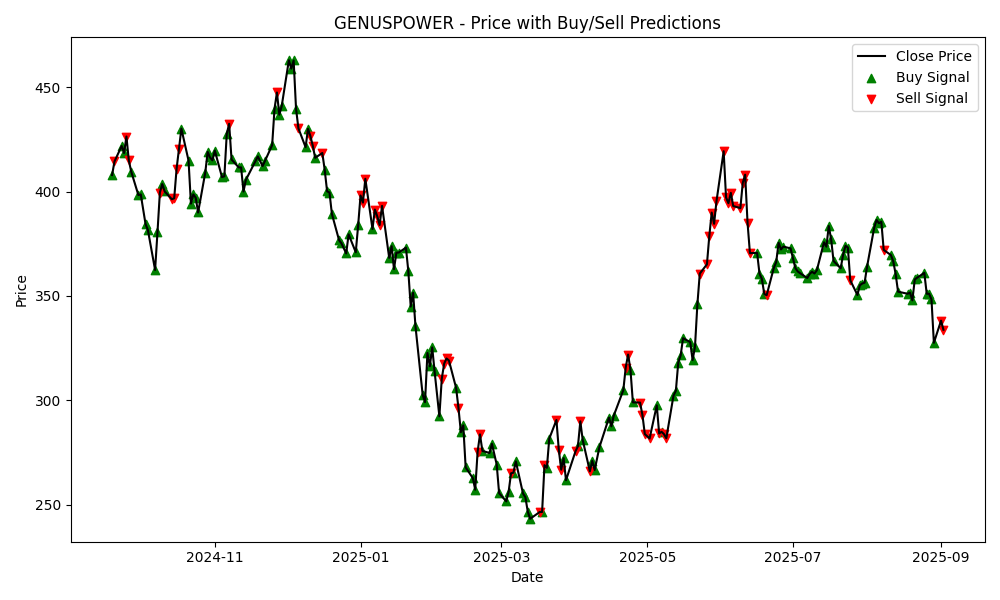 GENUSPOWER - Price with Buy/Sell Predictions
Close Price
Buy Signal
Sell Signal
Price
450
400
350
300
250
2024-11
2025-01
2025-03
2025-05
2025-07
2025-09
Date